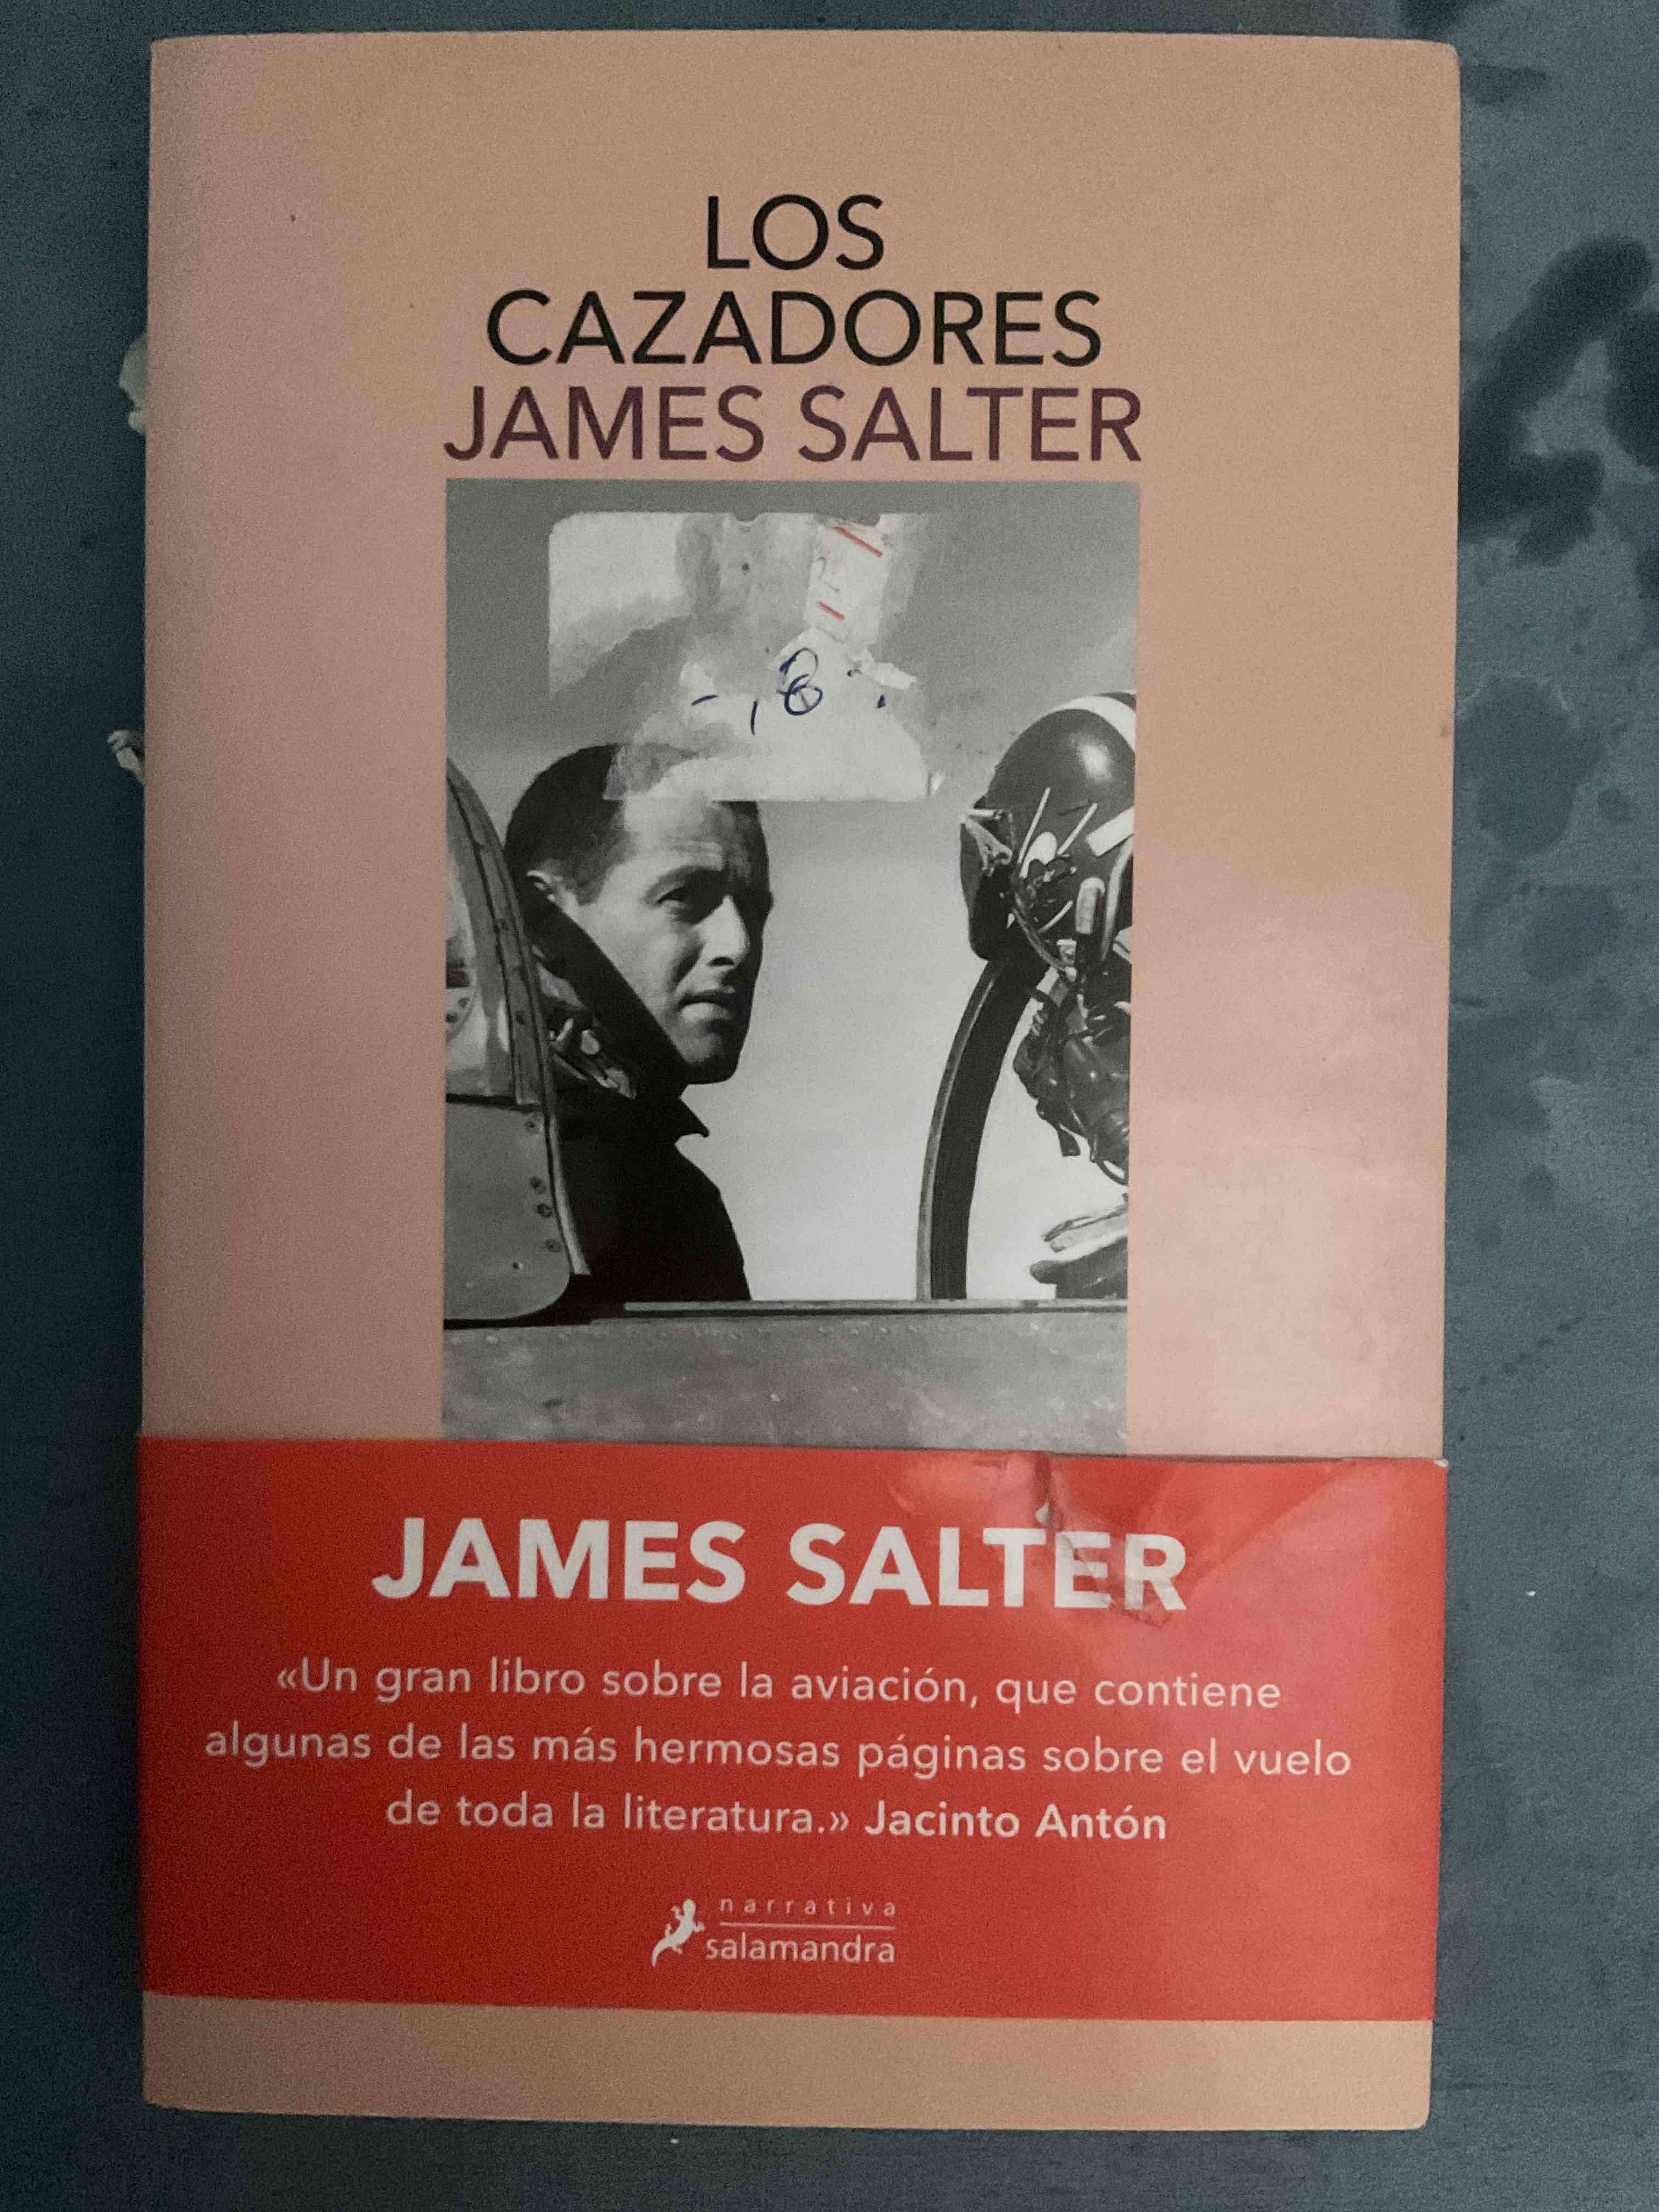 LOS
CAZADORES
JAMES SALTER
JAMES SALTER
«Un gran libro sobre la aviación, que contiene
algunas de las más hermosas páginas sobre el vuelo
de toda la literatura.» Jacinto Antón
narrativa
salamandra